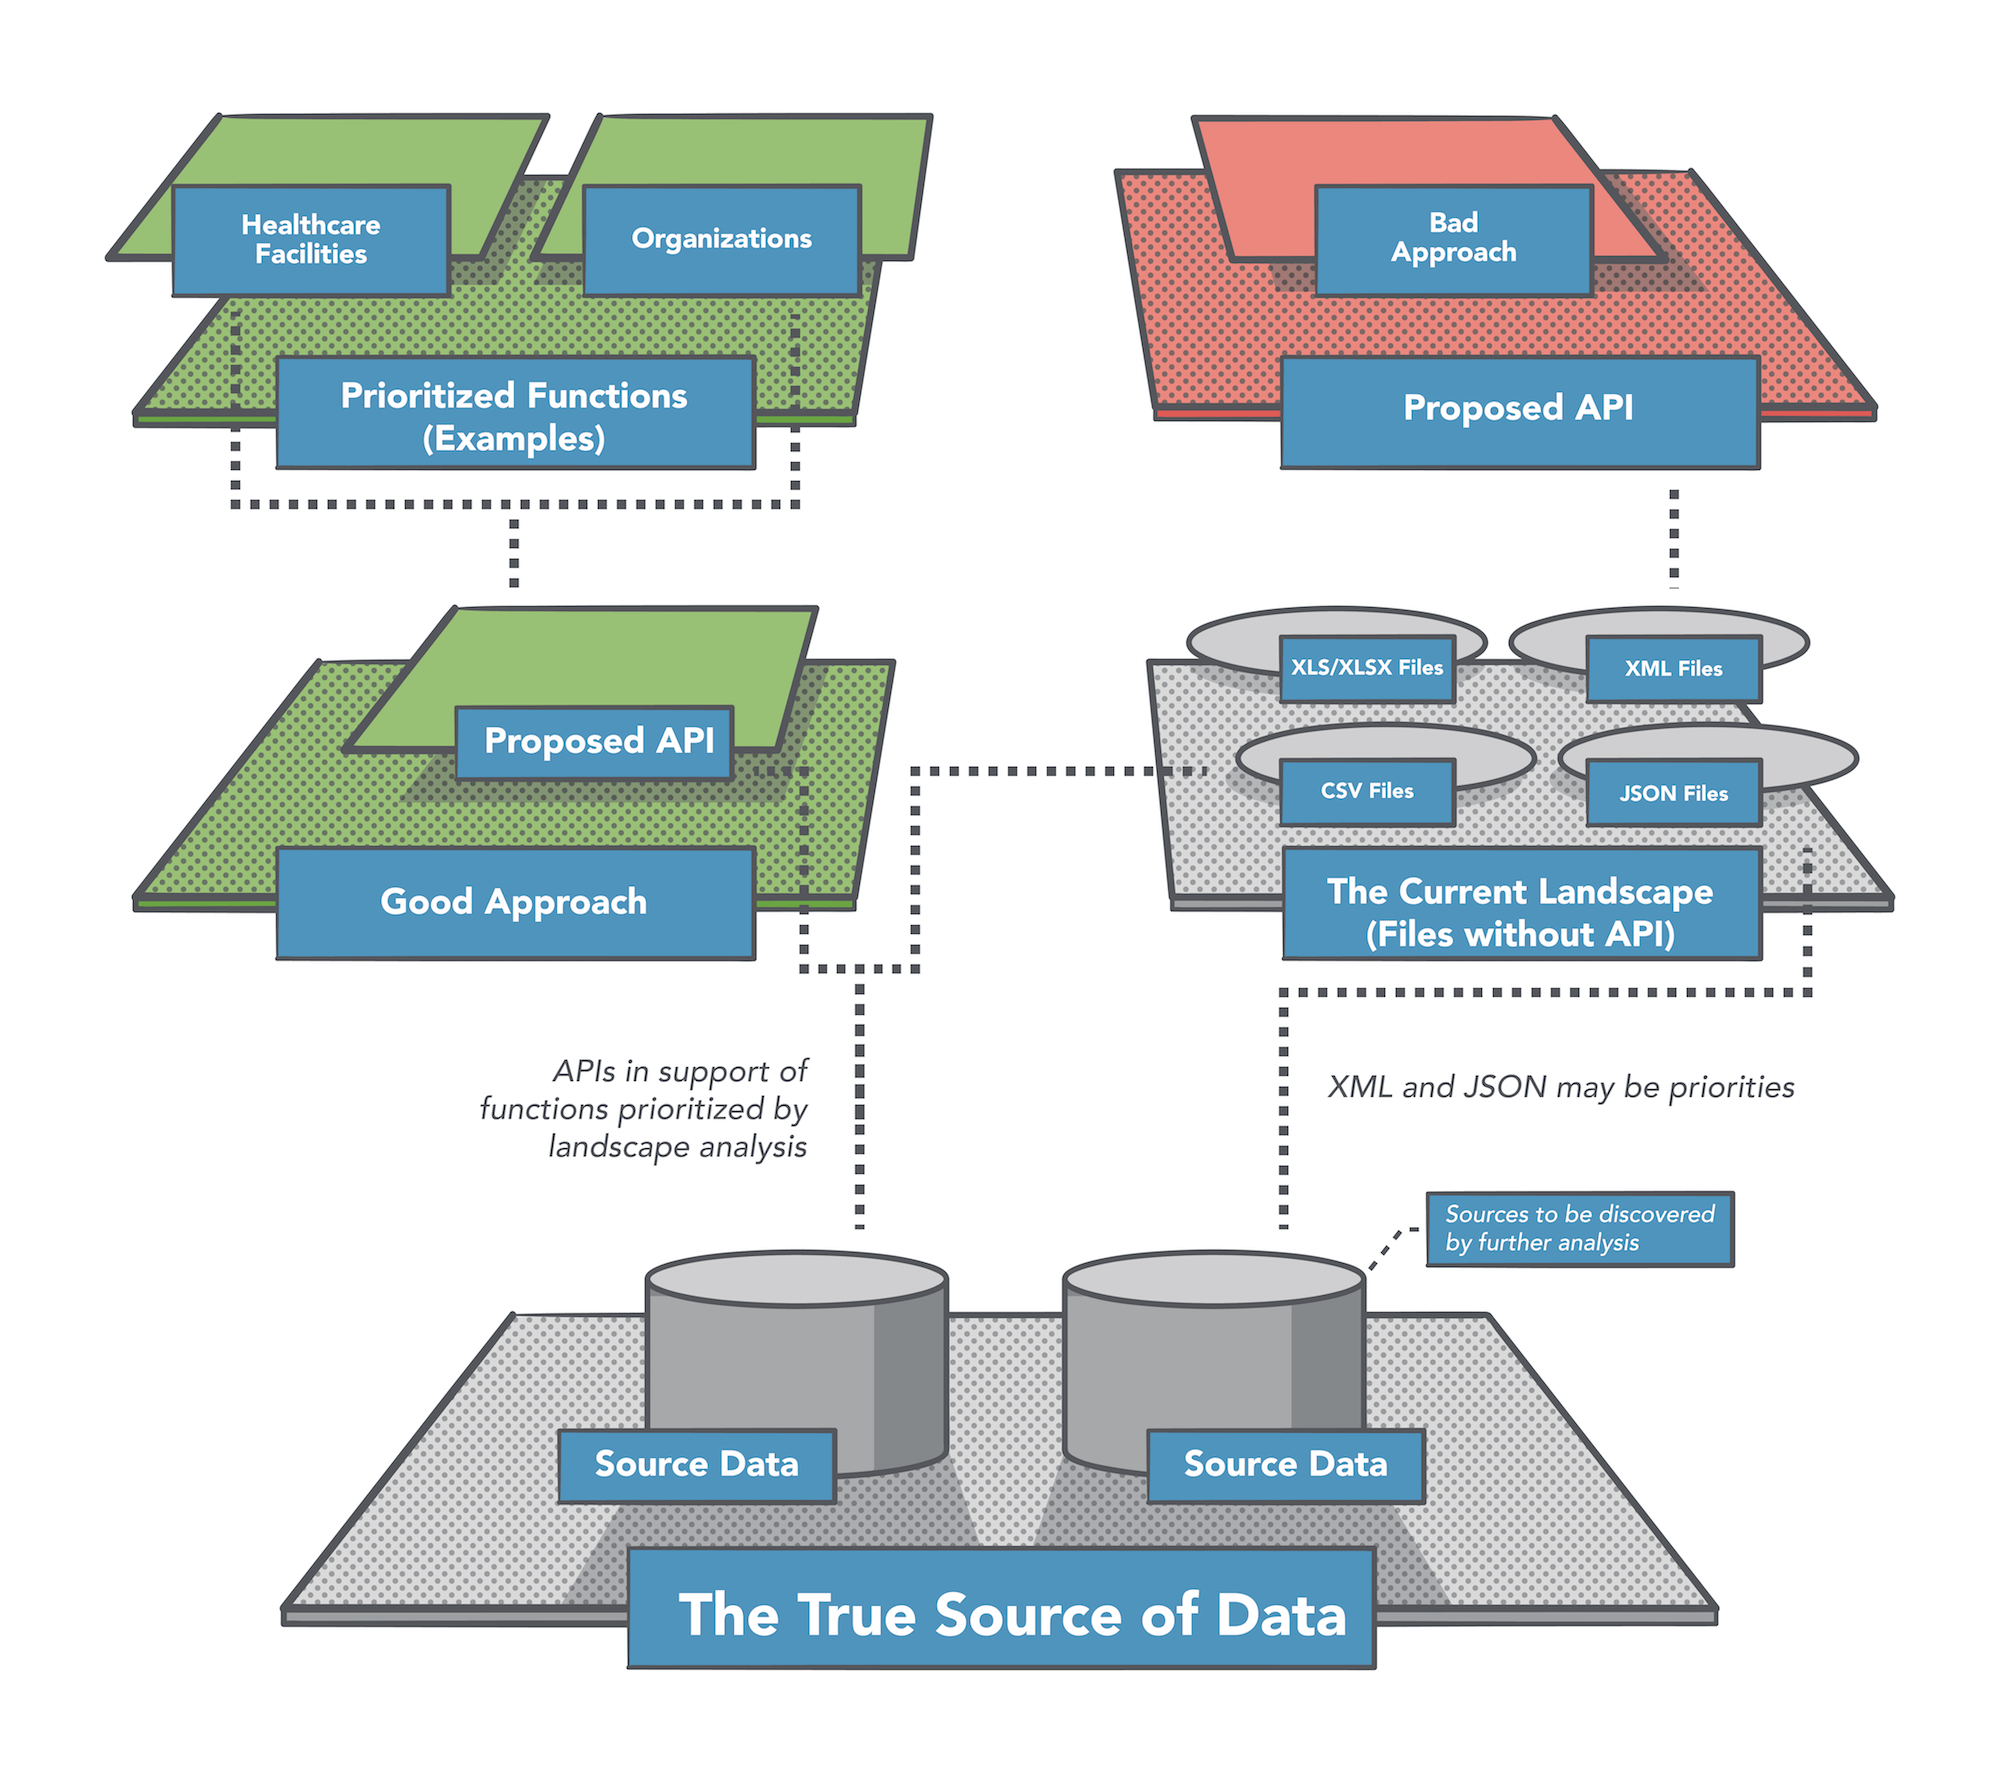 Healthcare
Facilities
Organizations
Bad
Approach
Prioritized Functions
(Examples)
Proposed API
Proposed API
Good Approach
XLS/XLSX Files
XML Files
CSV Files
JSON Files
The Current Landscape
(Files without API)
APIs in support of
functions prioritized by
landscape analysis
XML and JSON may be priorities
Sources to be discovered
by further analysis
Source Data
Source Data
The True Source of Data